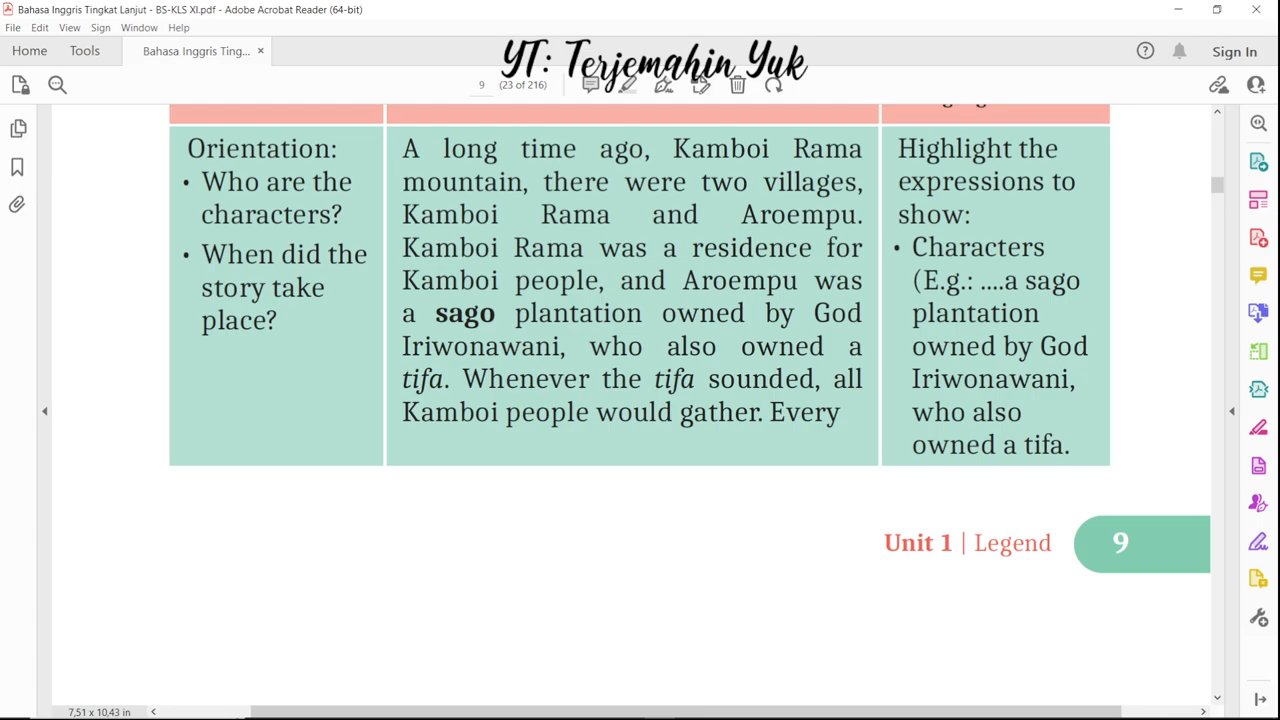 Bahasa Inggris Tingkat Lanjut - BS-KLS XI.pdf - Adobe Acrobat Reader (64-bit)
File Edit View Sign Window Help
Home Tools Bahasa Inggris Ting... × Sign In
YT: Terjemahin Yuk
9 (23 of 216)
Orientation:
• Who are the
characters?
• When did the
story take
place?
A long time ago, Kamboi Rama
mountain, there were two villages,
Kamboi Rama and Aroempu.
Kamboi Rama was a residence for
Kamboi people, and Aroempu was
a sago plantation owned by God
Iriwonawani, who also owned a
tifa. Whenever the tifa sounded, all
Kamboi people would gather. Every
Highlight the
expressions to
show:
• Characters
(E.g.: ....a sago
plantation
owned by God
Iriwonawani,
who also
owned a tifa.
Unit 1 | Legend 9
7,51 x 10,43 in